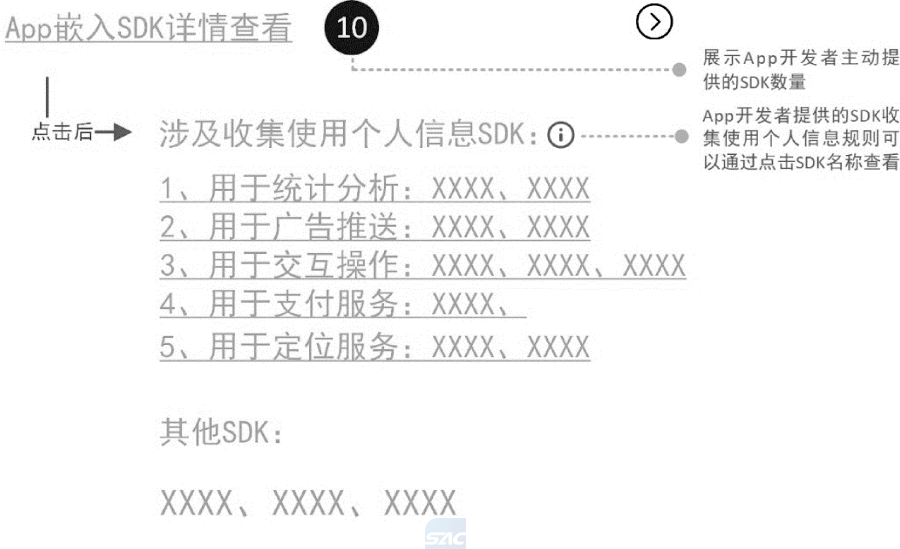 App嵌入SDK详情查看 10
展示App开发者主动提
供的SDK数量
点击后
涉及收集使用个人信息SDK：
App开发者提供的SDK收
集使用个人信息规则可
以通过点击SDK名称查看
1、用于统计分析：XXXX、XXXX
2、用于广告推送：XXXX、XXXX
3、用于交互操作：XXXX、XXXX、XXXX
4、用于支付服务：XXXX、
5、用于定位服务：XXXX、XXXX
其他SDK：
XXXX、XXXX、XXXX
SAC